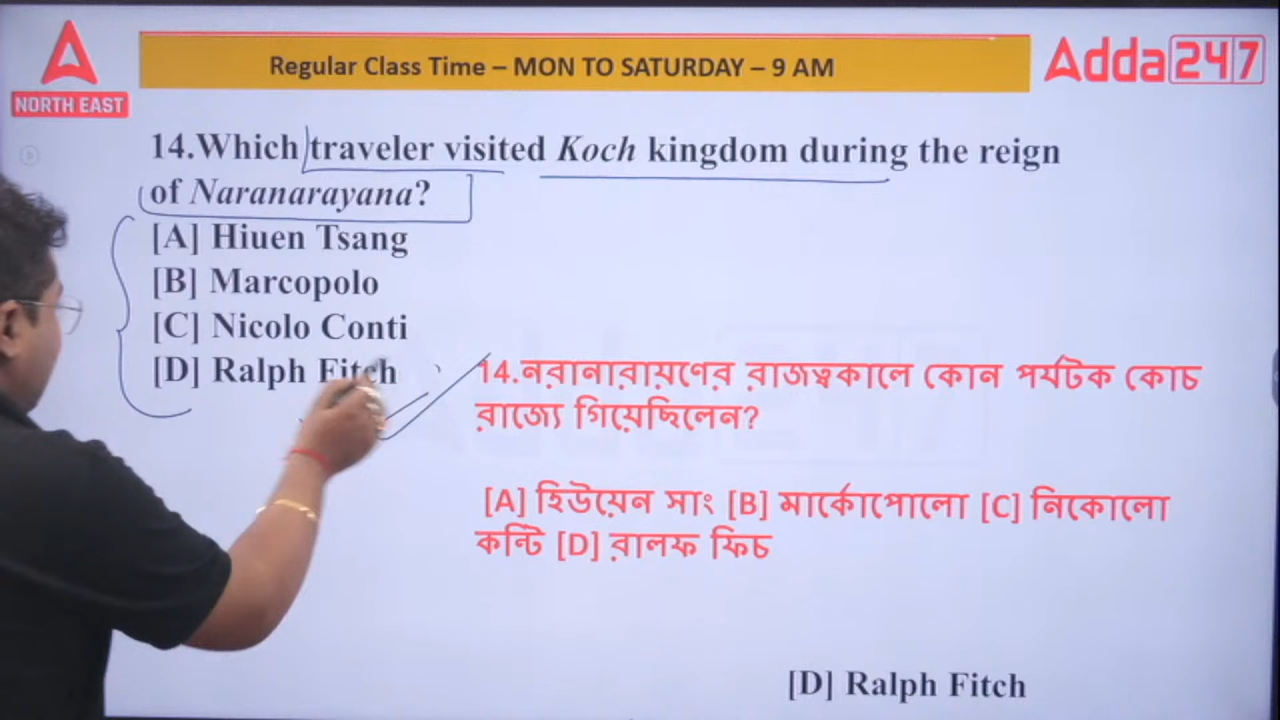 NORTH EAST
Regular Class Time – MON TO SATURDAY – 9 AM
Adda 247
14.Which traveler visited Koch kingdom during the reign
of Naranarayana?
[A] Hiuen Tsang
[B] Marcopolo
[C] Nicolo Conti
[D] Ralph Fitch
14.নরানারায়ণের রাজত্বকালে কোন পর্যটক কোচ
রাজ্যে গিয়েছিলেন?
[A] হিউয়েন সাং [B] মার্কোপোলো [C] নিকোলো
কন্টি [D] রালফ ফিচ
[D] Ralph Fitch